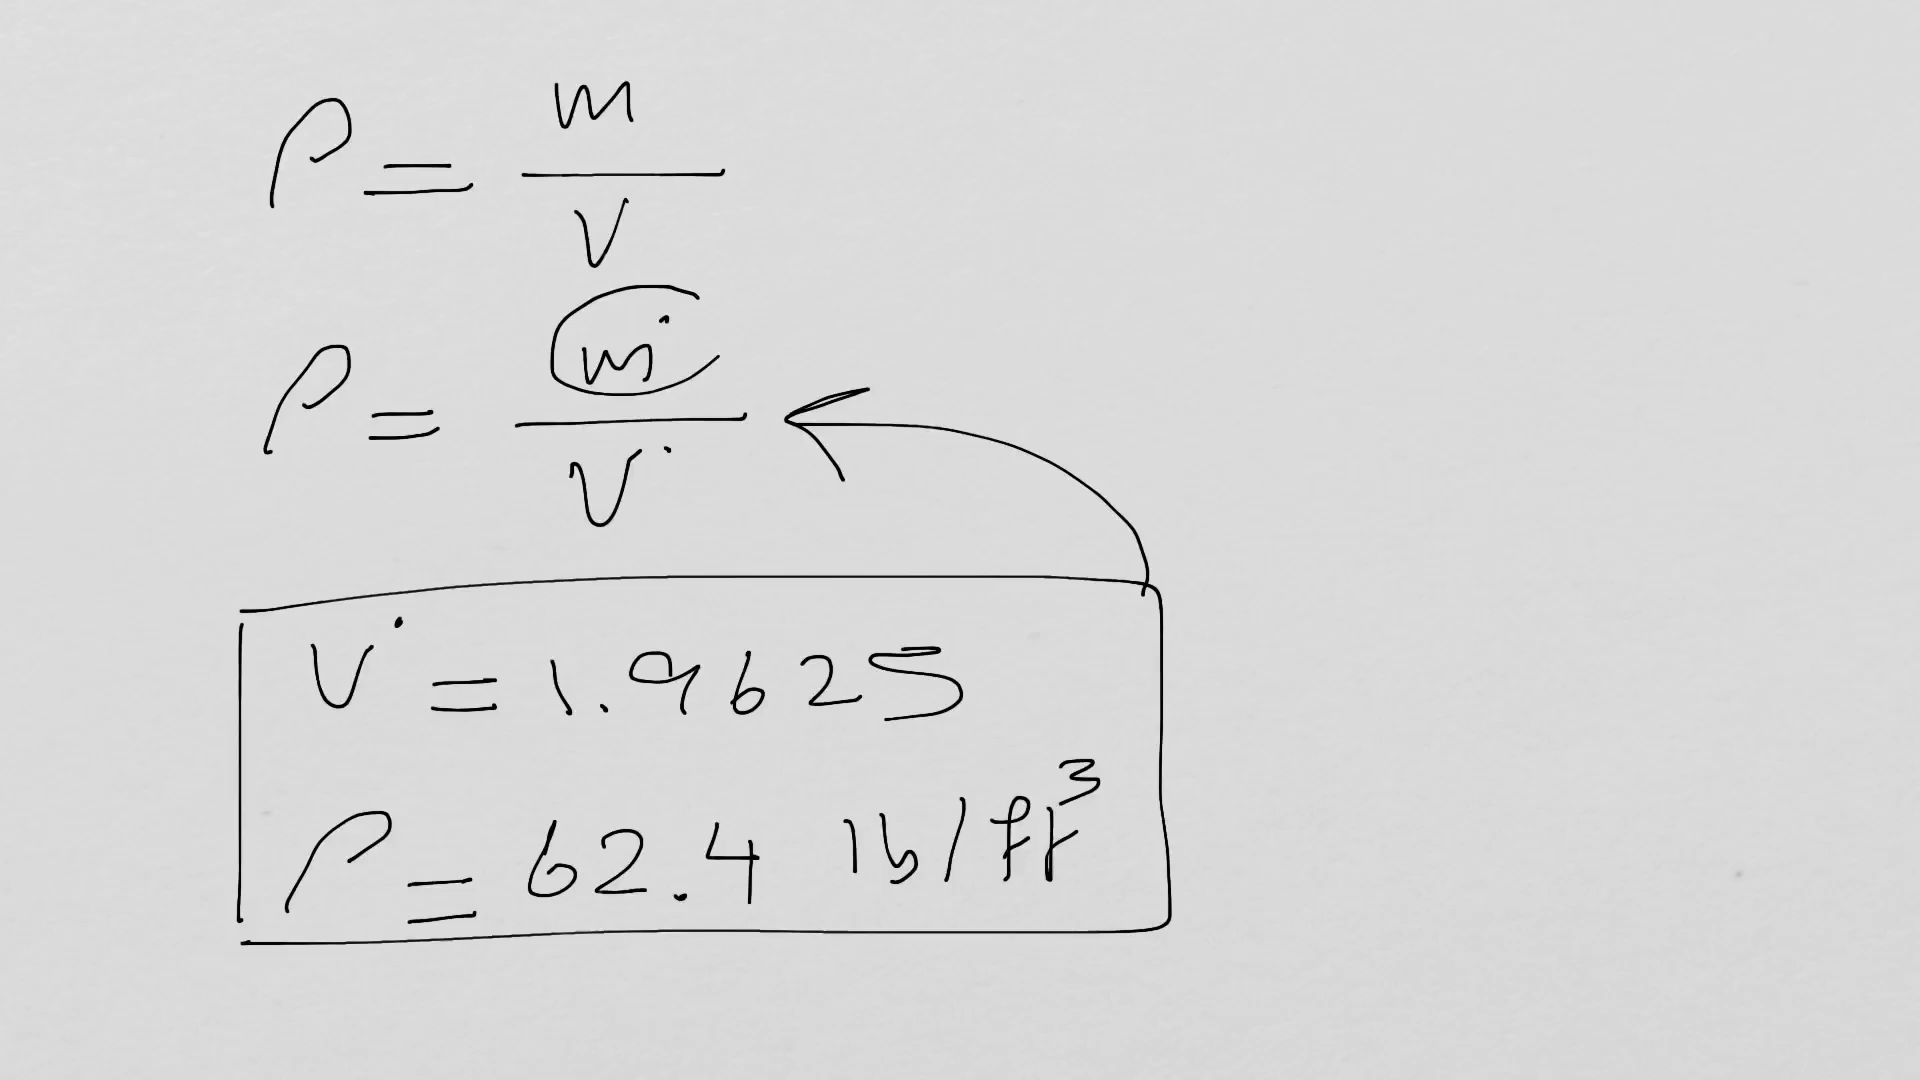 ρ = m / V
ρ = ṁ / V̇
V̇ = 1.9625
ρ = 62.4 lb/ft³